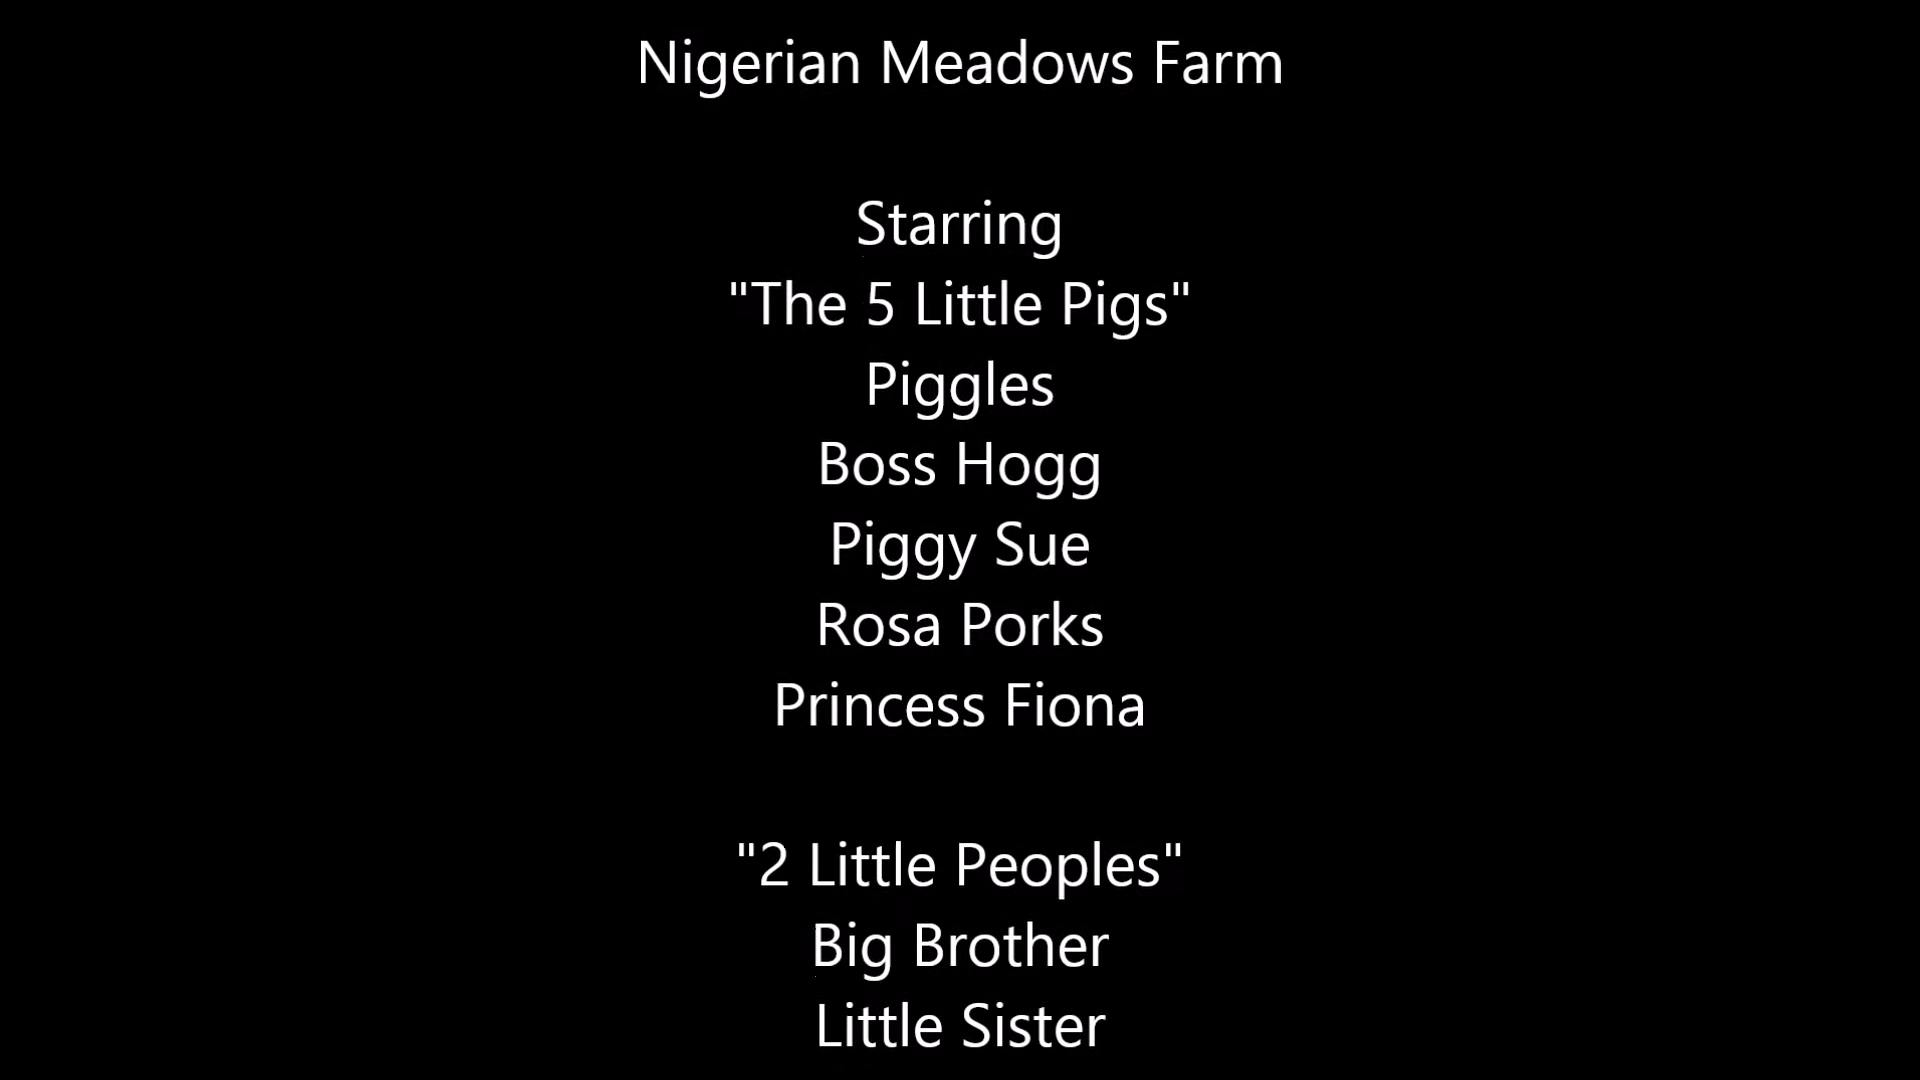 Nigerian Meadows Farm
Starring
"The 5 Little Pigs"
Piggles
Boss Hogg
Piggy Sue
Rosa Porks
Princess Fiona
"2 Little Peoples"
Big Brother
Little Sister